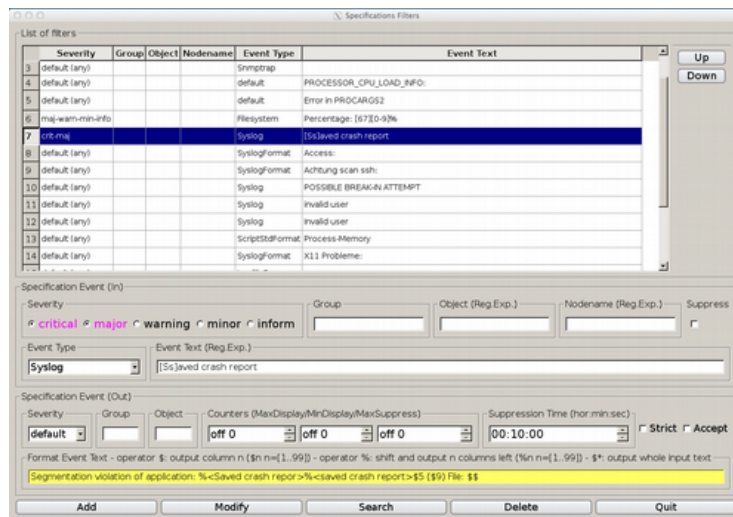 Specifications Filters
List of filters
Severity Group Object Nodename Event Type Event Text
3 default (any) Snmptrap
4 default (any) default PROCESSOR_CPU_LOAD_INFO:
5 default (any) default Error in PROCARGS2
6 maj-warn-min-info Filesystem Percentage: [67][0-9]%
7 crit-maj Syslog [Ss]aved crash report
8 default (any) SyslogFormat Access:
9 default (any) SyslogFormat Achtung scan ssh:
10 default (any) Syslog POSSIBLE BREAK-IN ATTEMPT
11 default (any) Syslog invalid user
12 default (any) Syslog Invalid user
13 default (any) ScriptStdFormat Process-Memory
14 default (any) SyslogFormat X11 Probleme:
Up
Down
Specification Event (In)
Severity Group Object (Reg.Exp.) Nodename (Reg.Exp.) Suppress
critical major warning minor inform
Event Type Event Text (Reg.Exp.)
Syslog [Ss]aved crash report
Specification Event (Out)
Severity Group Object Counters (MaxDisplay/MinDisplay/MaxSuppress) Suppression Time (hor:min:sec)
default off 0 off 0 off 0 00:10:00 Strict Accept
Format Event Text - operator $: output column n ($n n=[1..99]) - operator %: shift and output n columns left (%n n=[1..99]) - $*: output whole input text
Segmentation violation of application: %<Saved crash repor>%<saved crash report>$5 ($9) File: $$
Add Modify Search Delete Quit